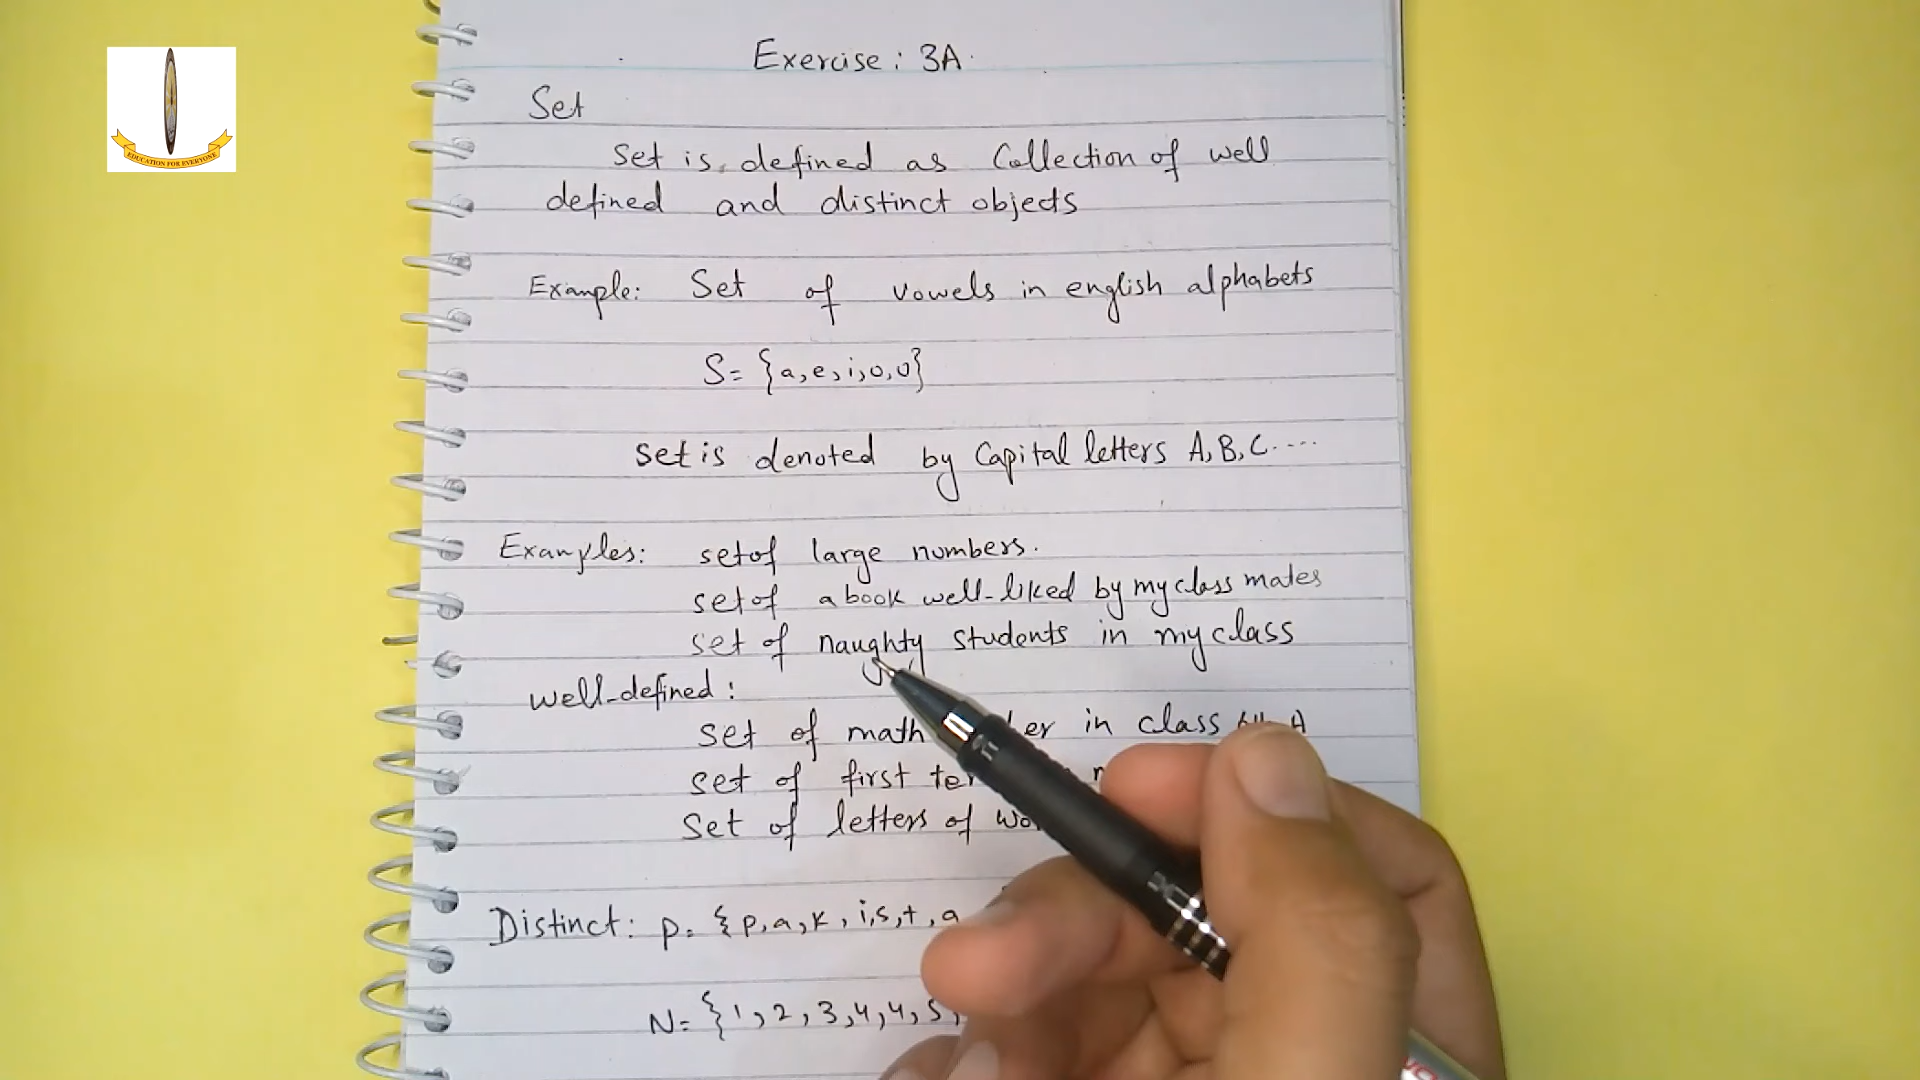 EDUCATION FOR EVERYONE
Exercise: 3A.
Set
Set is defined as Collection of well
defined and distinct objects
Example: Set of vowels in english alphabets
S= {a,e,i,o,o}
set is denoted by Capital letters A,B,C....
Examples: set of large numbers.
set of a book well-liked by my class mates
set of naughty students in my class
well-defined:
set of math in class A
set of first
Set of letters of
Distinct: P= {p,a,k,i,s,t,a
N= {1,2,3,4,4,5,